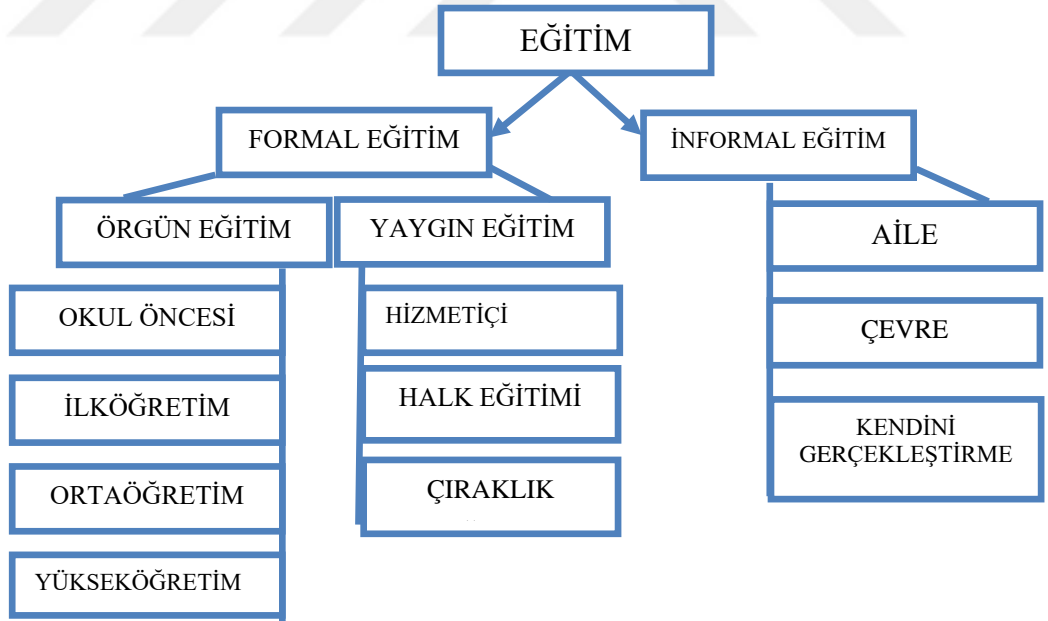 EĞİTİM
FORMAL EĞİTİM
İNFORMAL EĞİTİM
ÖRGÜN EĞİTİM
YAYGIN EĞİTİM
AİLE
OKUL ÖNCESİ
HİZMETİÇİ
ÇEVRE
İLKÖĞRETİM
HALK EĞİTİMİ
KENDİNİ
GERÇEKLEŞTİRME
ORTAÖĞRETİM
ÇIRAKLIK
YÜKSEKÖĞRETİM